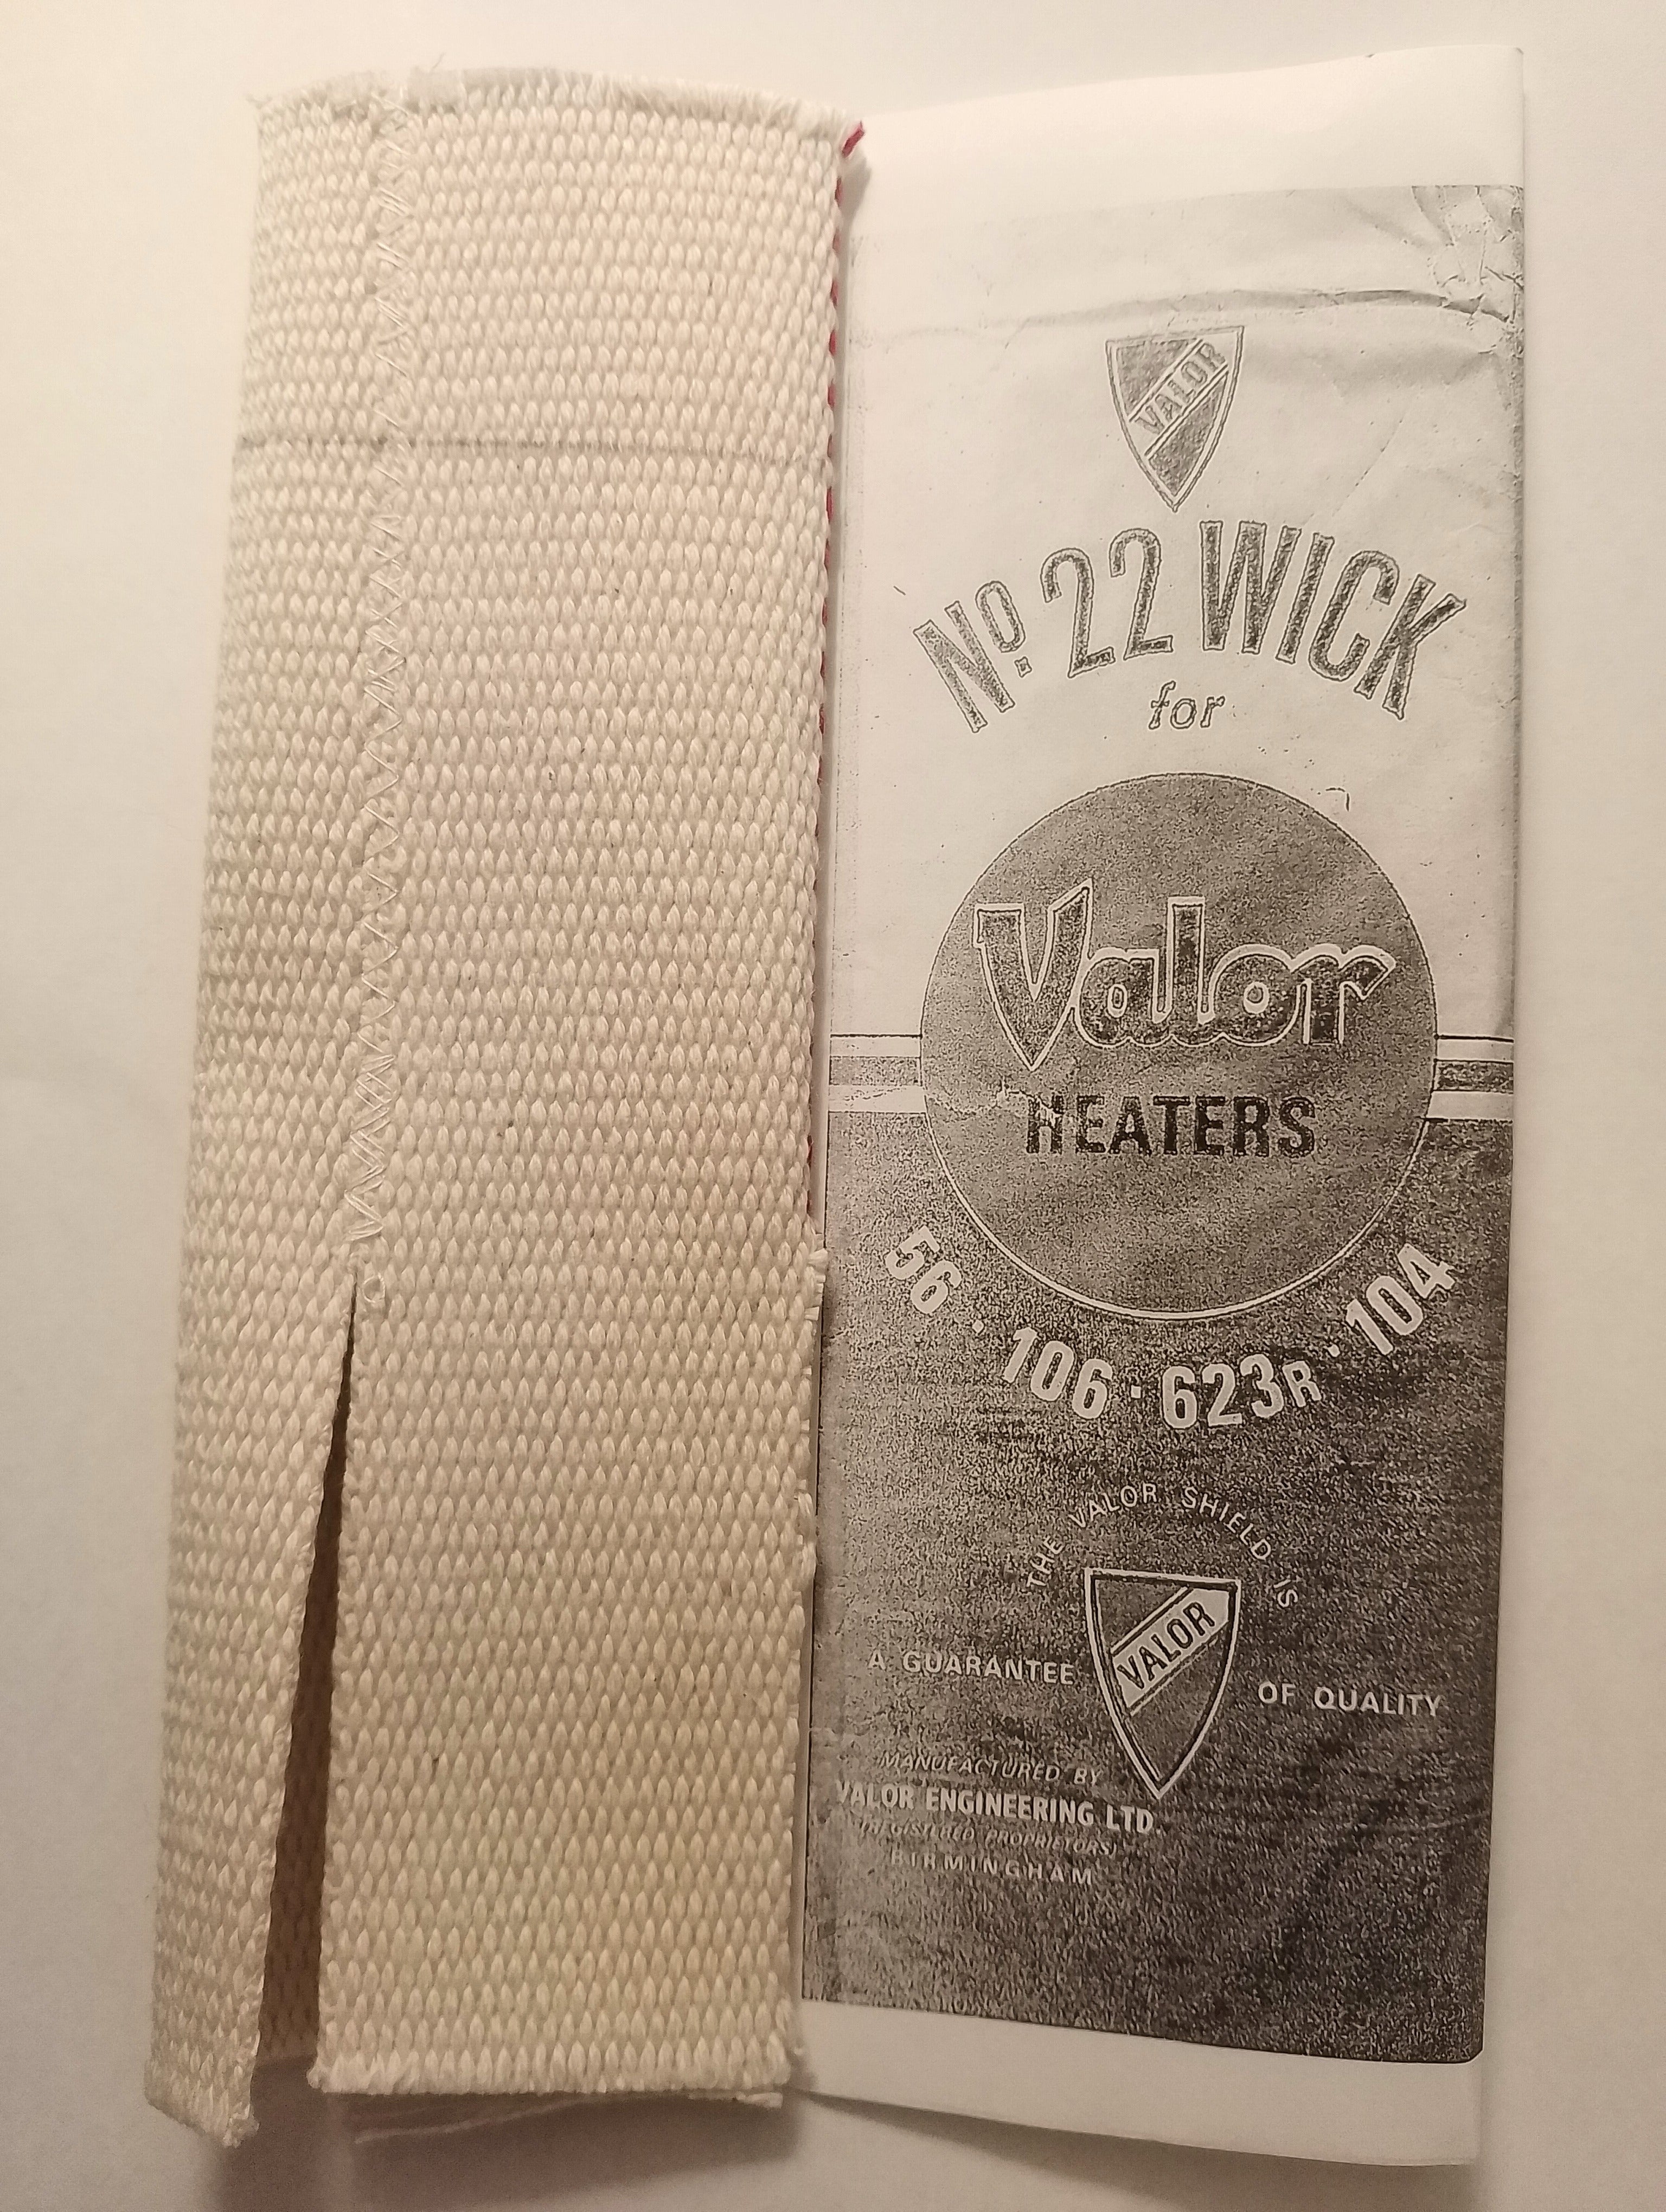 VALOR
No. 22 WICK
for
Valor
HEATERS
56 · 106 · 623R · 104
THE VALOR SHIELD IS
VALOR
A GUARANTEE OF QUALITY
MANUFACTURED BY
VALOR ENGINEERING LTD
(REGISTERED PROPRIETORS)
BIRMINGHAM